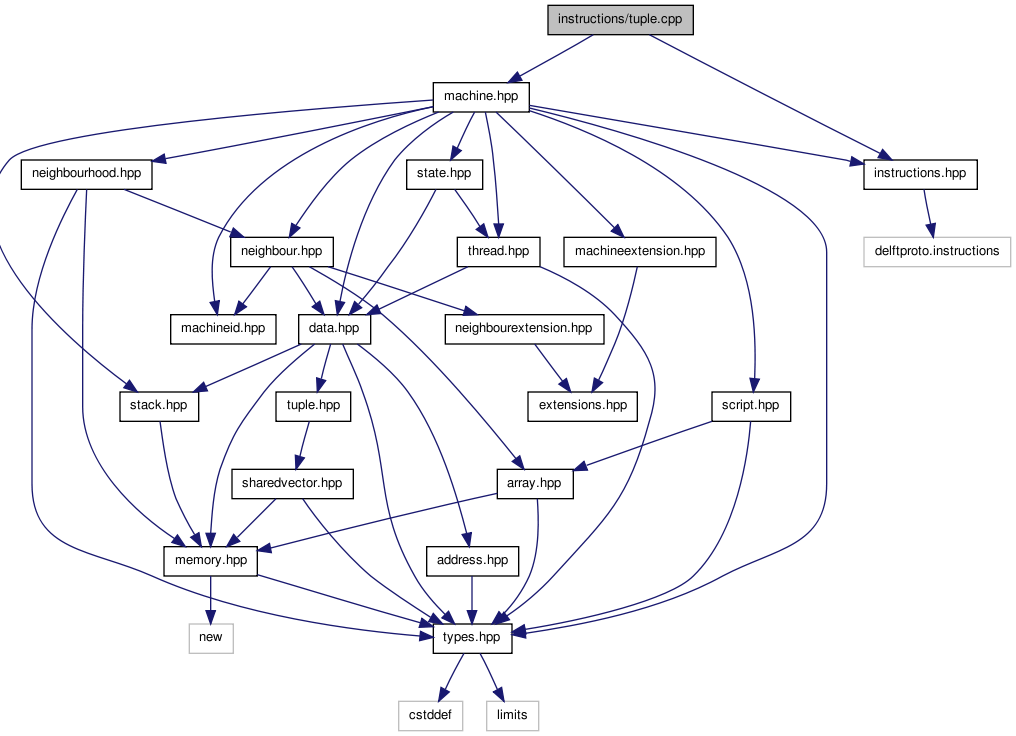 instructions/tuple.cpp
machine.hpp
neighbourhood.hpp
state.hpp
instructions.hpp
neighbour.hpp
thread.hpp
machineextension.hpp
delftproto.instructions
machineid.hpp
data.hpp
neighbourextension.hpp
stack.hpp
tuple.hpp
extensions.hpp
script.hpp
sharedvector.hpp
array.hpp
memory.hpp
address.hpp
new
types.hpp
cstddef
limits